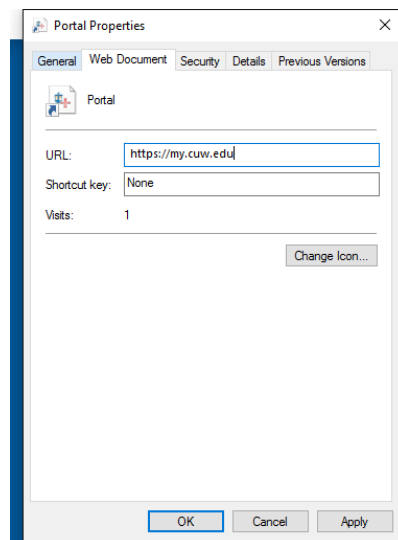 Portal Properties
General Web Document Security Details Previous Versions
Portal
URL: https://my.cuw.edu
Shortcut key: None
Visits: 1
Change Icon...
OK Cancel Apply